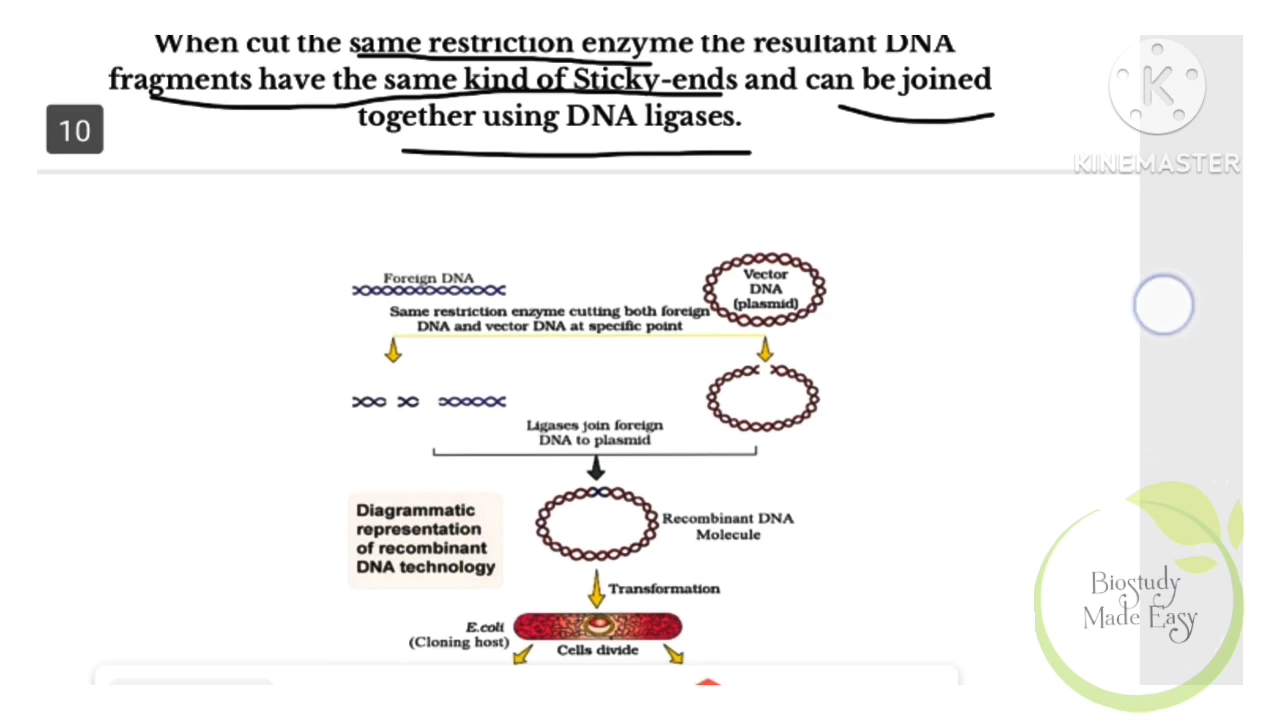 When cut the same restriction enzyme the resultant DNA
fragments have the same kind of Sticky-ends and can be joined
together using DNA ligases.
10
K
KINEMASTER
Foreign DNA
Vector
DNA
(plasmid)
Same restriction enzyme cutting both foreign
DNA and vector DNA at specific point
Ligases join foreign
DNA to plasmid
Diagrammatic
representation
of recombinant
DNA technology
Recombinant DNA
Molecule
Transformation
E.coli
(Cloning host)
Cells divide
Biostudy
Made Easy